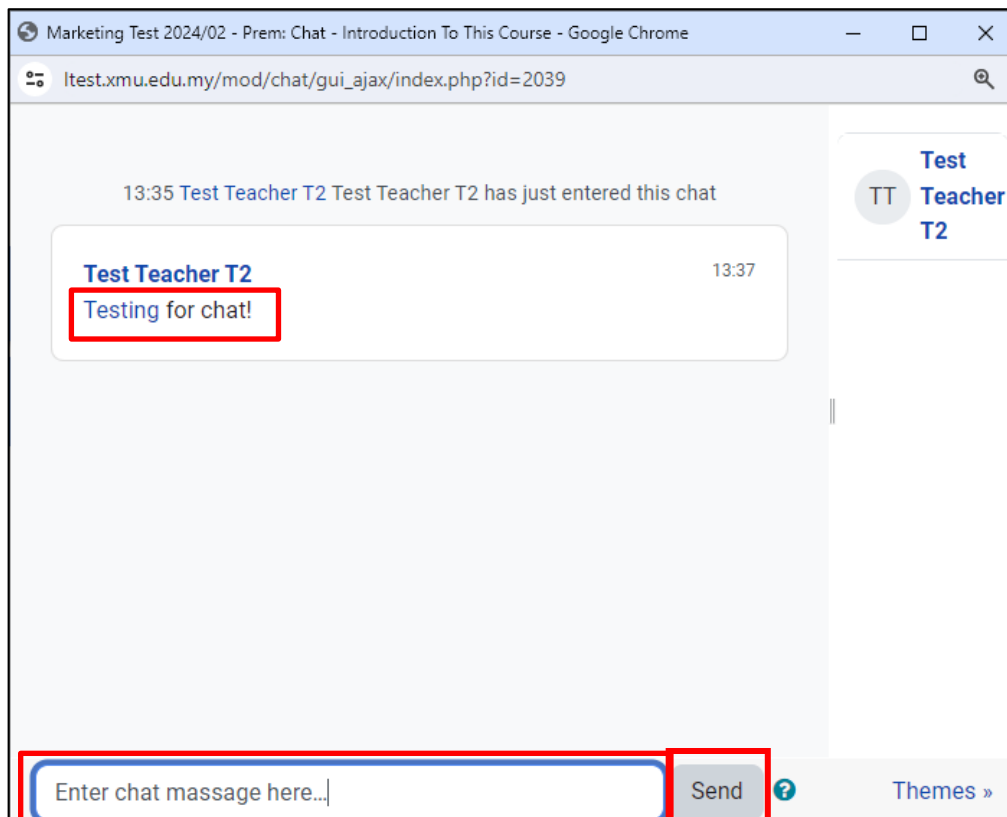 Marketing Test 2024/02 - Prem: Chat - Introduction To This Course - Google Chrome
ltest.xmu.edu.my/mod/chat/gui_ajax/index.php?id=2039
13:35 Test Teacher T2 Test Teacher T2 has just entered this chat
Test Teacher T2 13:37
Testing for chat!
TT
Test
Teacher
T2
Enter chat massage here...
Send
?
Themes »